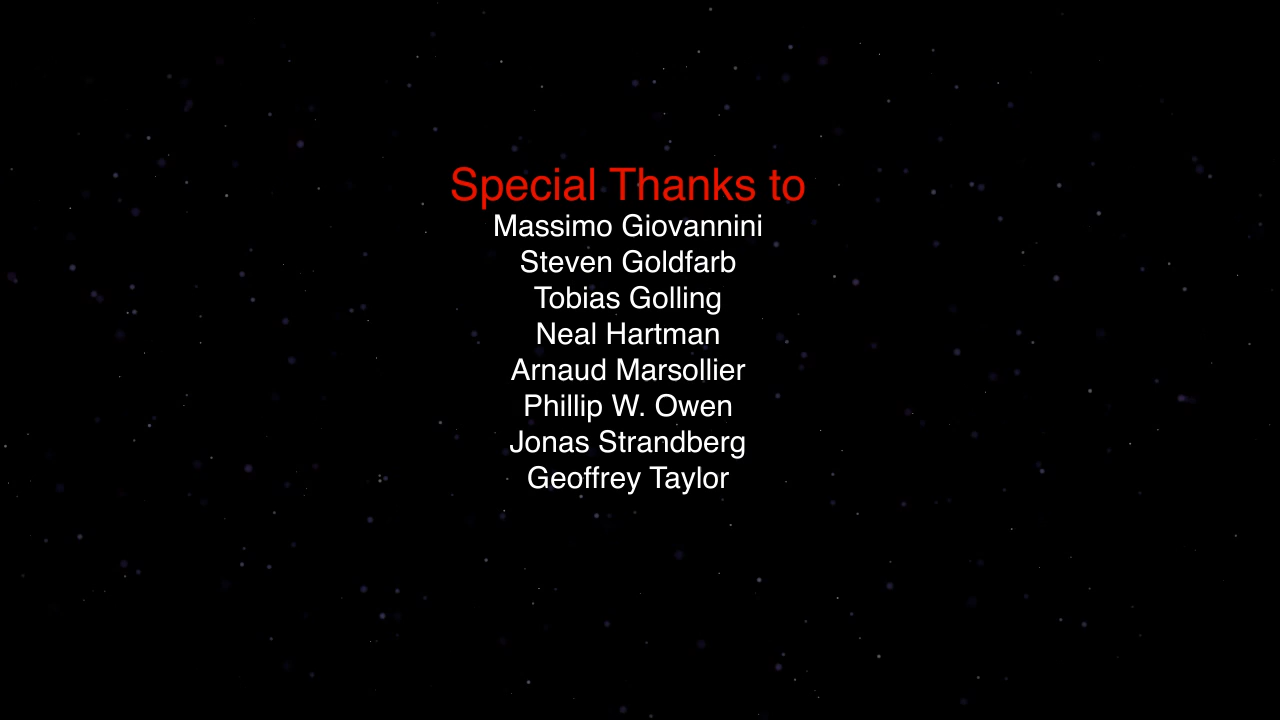 Special Thanks to
Massimo Giovannini
Steven Goldfarb
Tobias Golling
Neal Hartman
Arnaud Marsollier
Phillip W. Owen
Jonas Strandberg
Geoffrey Taylor